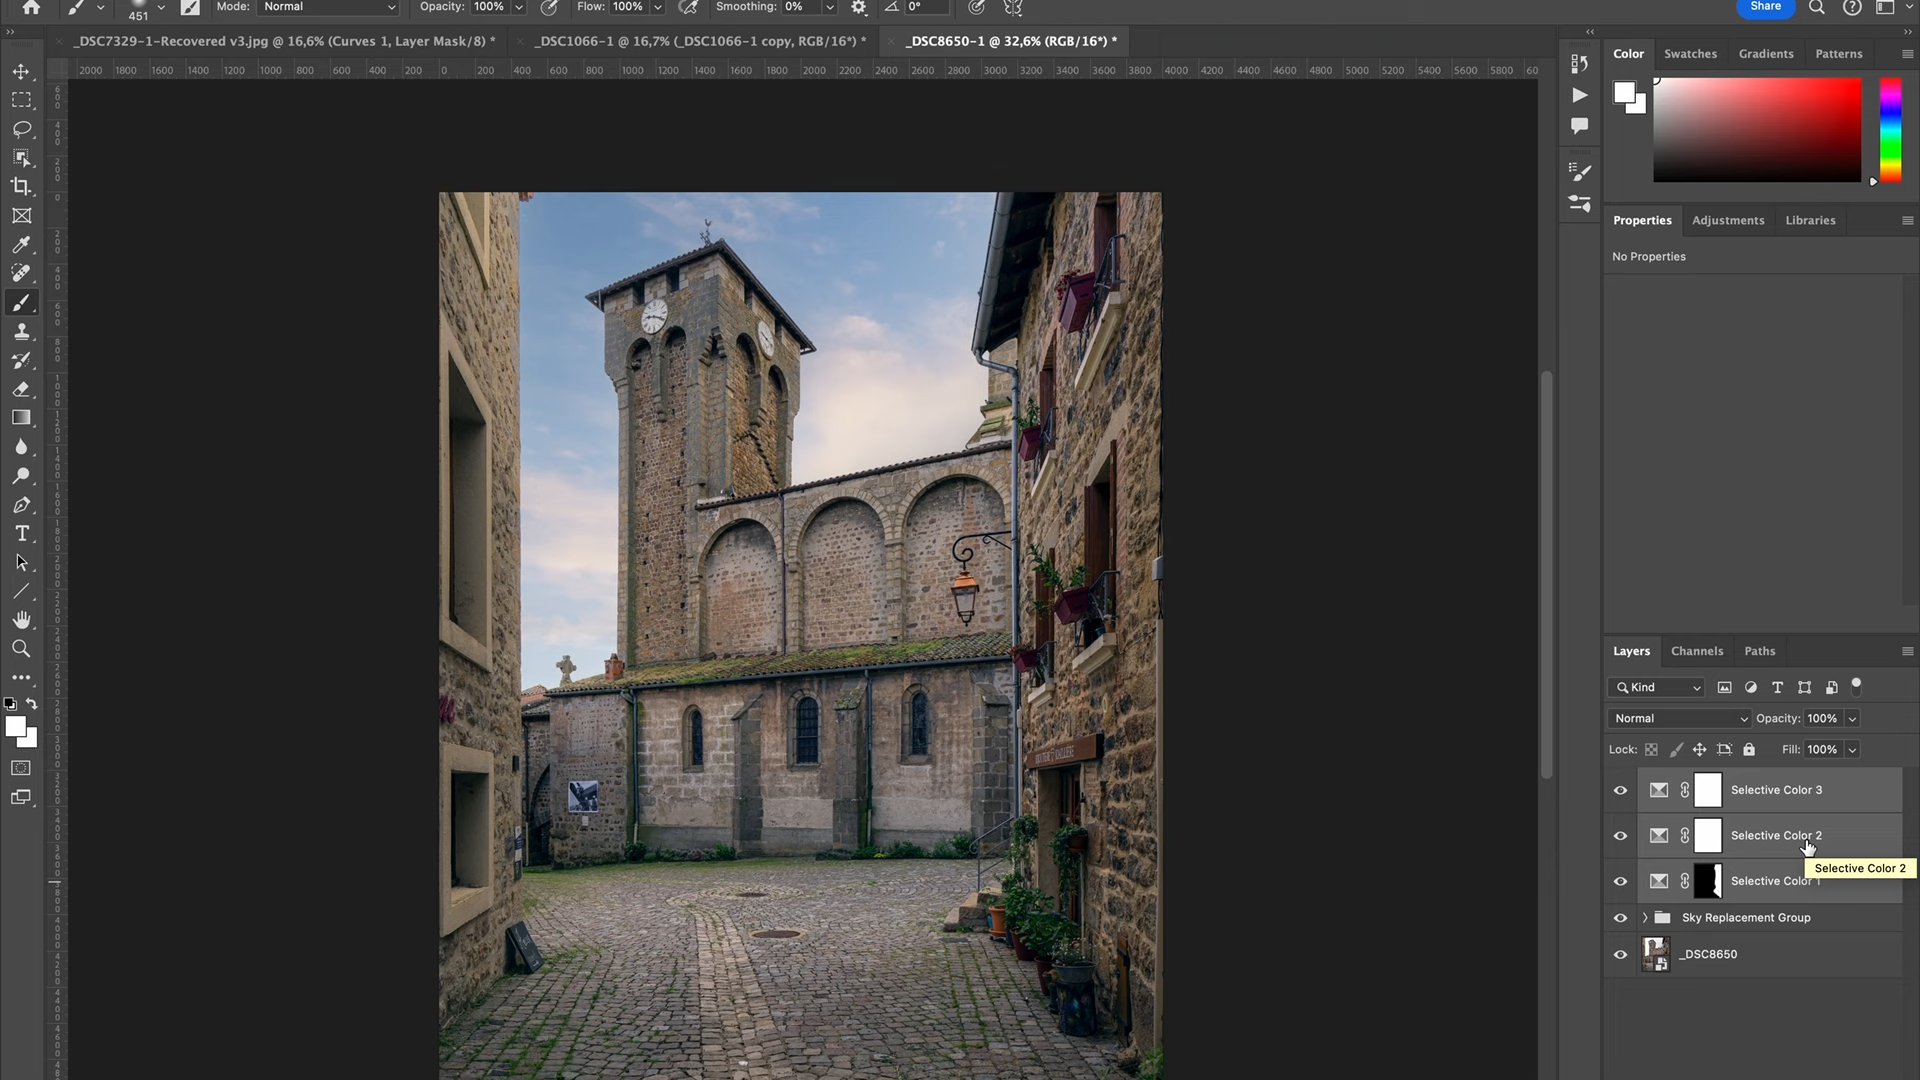 451
Mode: Normal
Opacity: 100%
Flow: 100%
Smoothing: 0%
0°
Share
_DSC7329-1-Recovered v3.jpg @ 16,6% (Curves 1, Layer Mask/8) *
_DSC1066-1 @ 16,7% (_DSC1066-1 copy, RGB/16*) *
_DSC8650-1 @ 32,6% (RGB/16*) *
2000 1800 1600 1400 1200 1000 800 600 400 200 0 200 400 600 800 1000 1200 1400 1600 1800 2000 2200 2400 2600 2800 3000 3200 3400 3600 3800 4000 4200 4400 4600 4800 5000 5200 5400 5600 5800 60
Color Swatches Gradients Patterns
Properties Adjustments Libraries
No Properties
Layers Channels Paths
Kind
Normal Opacity: 100%
Lock: Fill: 100%
Selective Color 3
Selective Color 2
Selective Color 2
Selective Color 1
Sky Replacement Group
_DSC8650